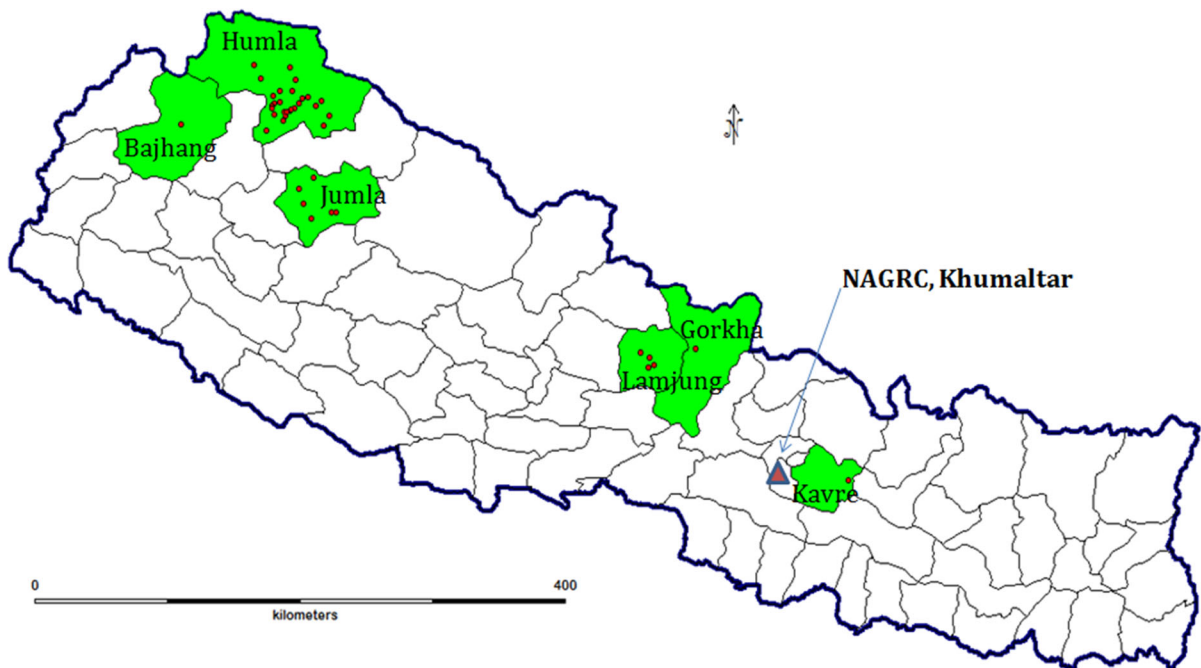 Humla
N
Bajhang
Jumla
NAGRC, Khumaltar
Gorkha
Lamjung
Kavre
0 400
kilometers